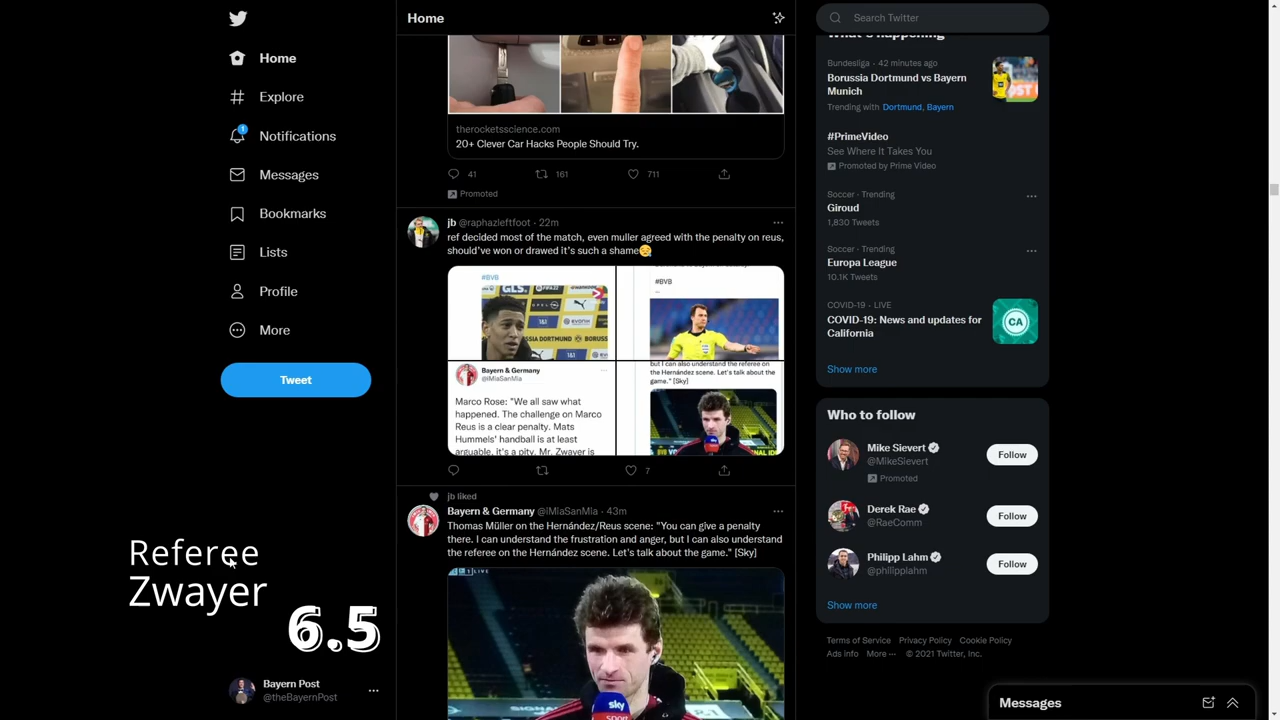 Home
Explore
1
Notifications
Messages
Bookmarks
Lists
Profile
More
Tweet
Referee
Zwayer
6.5
Bayern Post
@theBayernPost
Home
therocketsscience.com
20+ Clever Car Hacks People Should Try.
41 161 711
Promoted
jb @raphazleftfoot · 22m
ref decided most of the match, even muller agreed with the penalty on reus,
should've won or drawed it's such a shame😪
#BVB
#BVB
Bayern & Germany
@iMiaSanMia
Marco Rose: "We all saw what
happened. The challenge on Marco
Reus is a clear penalty. Mats
Hummels' handball is at least
arguable, it's a pity. Mr. Zwayer is
but I can also understand the referee on
the Hernández scene. Let's talk about the
game." [Sky]
sky
7
jb liked
Bayern & Germany @iMiaSanMia · 43m
Thomas Müller on the Hernández/Reus scene: "You can give a penalty
there. I can understand the frustration and anger, but I can also understand
the referee on the Hernández scene. Let's talk about the game." [Sky]
LIVE
sky
sport
Search Twitter
What's happening
Bundesliga · 42 minutes ago
Borussia Dortmund vs Bayern
Munich
Trending with Dortmund, Bayern
#PrimeVideo
See Where It Takes You
Promoted by Prime Video
Soccer · Trending
Giroud
1,830 Tweets
Soccer · Trending
Europa League
10.1K Tweets
COVID-19 · LIVE
COVID-19: News and updates for
California
CA
Show more
Who to follow
Mike Sievert
@MikeSievert
Follow
Promoted
Derek Rae
@RaeComm
Follow
Philipp Lahm
@philipplahm
Follow
Show more
Terms of Service Privacy Policy Cookie Policy
Ads info More ··· © 2021 Twitter, Inc.
Messages